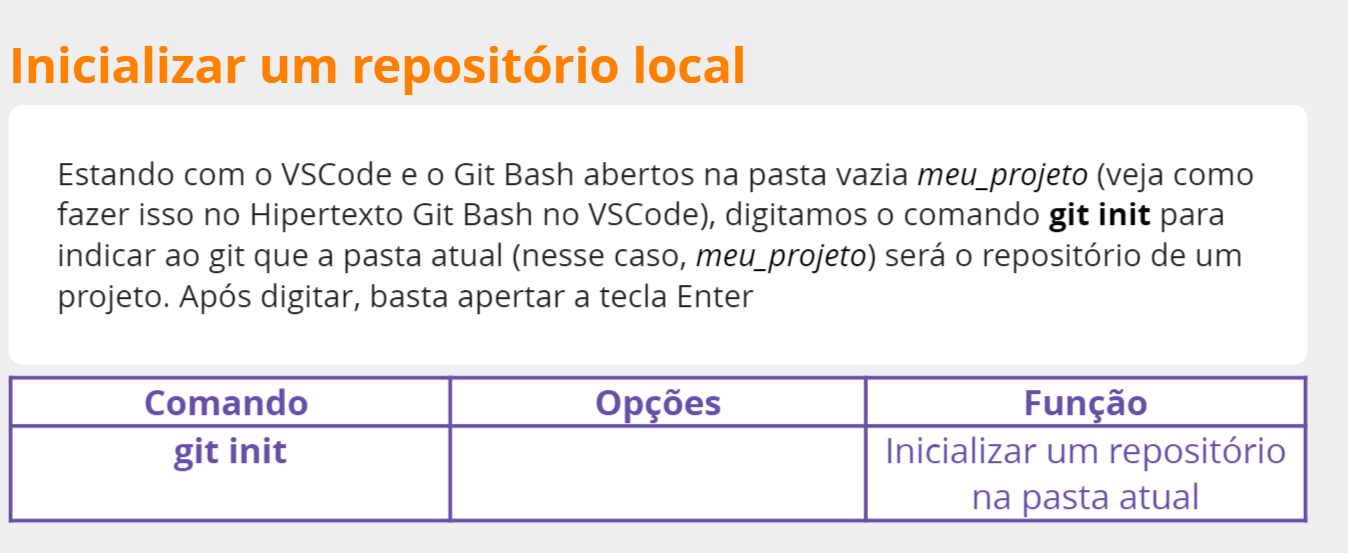 Inicializar um repositório local
Estando com o VSCode e o Git Bash abertos na pasta vazia meu_projeto (veja como
fazer isso no Hipertexto Git Bash no VSCode), digitamos o comando git init para
indicar ao git que a pasta atual (nesse caso, meu_projeto) será o repositório de um
projeto. Após digitar, basta apertar a tecla Enter
Comando Opções Função
git init Inicializar um repositório
na pasta atual